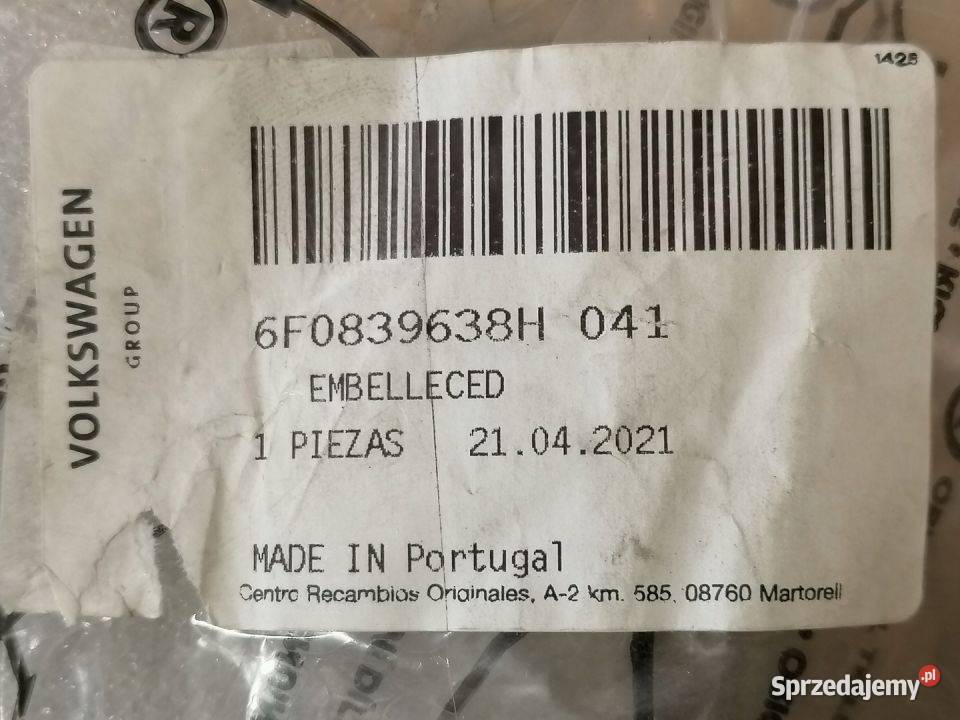 ®
1425
VOLKSWAGEN
GROUP
6F0839638H 041
EMBELLECED
1 PIEZAS 21.04.2021
MADE IN Portugal
Centro Recambios Originales, A-2 km. 585, 08760 Martorell
Sprzedajemy.pl